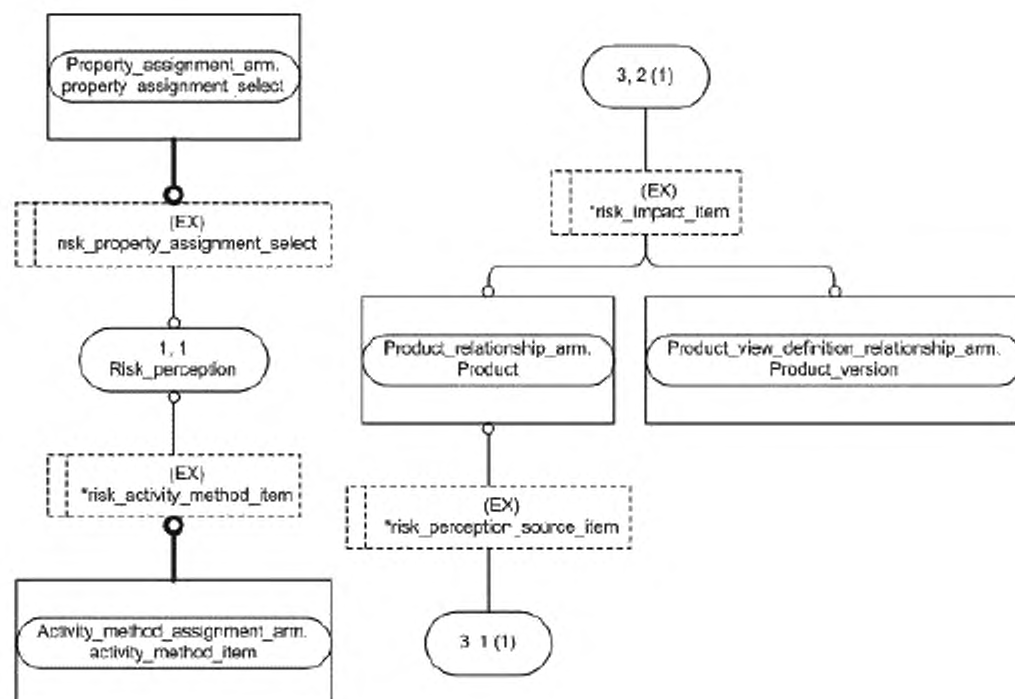 Property_assignment_arm.
property_assignment_select
(EX)
risk_property_assignment_select
1, 1
Risk_perception
(EX)
*risk_activity_method_item
Activity_method_assignment_arm.
activity_method_item
3, 2 (1)
(EX)
*risk_impact_item
Product_relationship_arm.
Product
Product_view_definition_relationship_arm.
Product_version
(EX)
*risk_perception_source_item
3 1 (1)